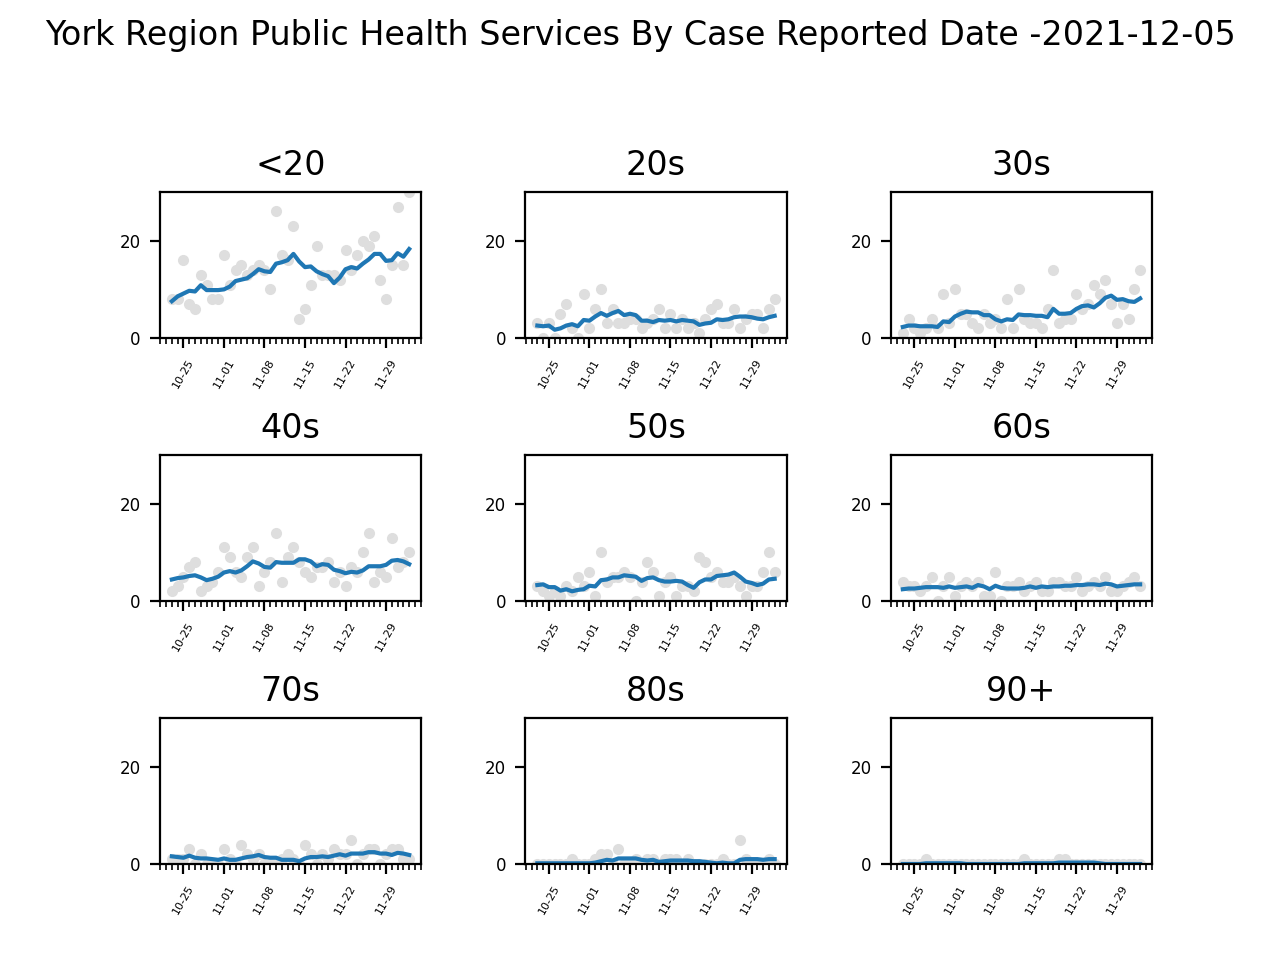 York Region Public Health Services By Case Reported Date -2021-12-05
<20 20s 30s
20 20 20
0 0 0
10-25 11-01 11-08 11-15 11-22 11-29 10-25 11-01 11-08 11-15 11-22 11-29 10-25 11-01 11-08 11-15 11-22 11-29
40s 50s 60s
20 20 20
0 0 0
10-25 11-01 11-08 11-15 11-22 11-29 10-25 11-01 11-08 11-15 11-22 11-29 10-25 11-01 11-08 11-15 11-22 11-29
70s 80s 90+
20 20 20
0 0 0
10-25 11-01 11-08 11-15 11-22 11-29 10-25 11-01 11-08 11-15 11-22 11-29 10-25 11-01 11-08 11-15 11-22 11-29